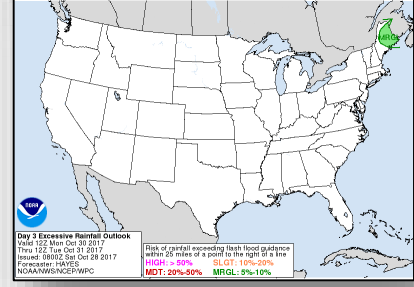 MRGL
NOAA
Day 3 Excessive Rainfall Outlook
Valid 12Z Mon Oct 30 2017
Thru 12Z Tue Oct 31 2017
Issued: 0800Z Sat Oct 28 2017
Forecaster: HAYES
NOAA/NWS/NCEP/WPC
Risk of rainfall exceeding flash flood guidance
within 25 miles of a point to the right of a line
HIGH: > 50% SLGT: 10%-20%
MDT: 20%-50% MRGL: 5%-10%